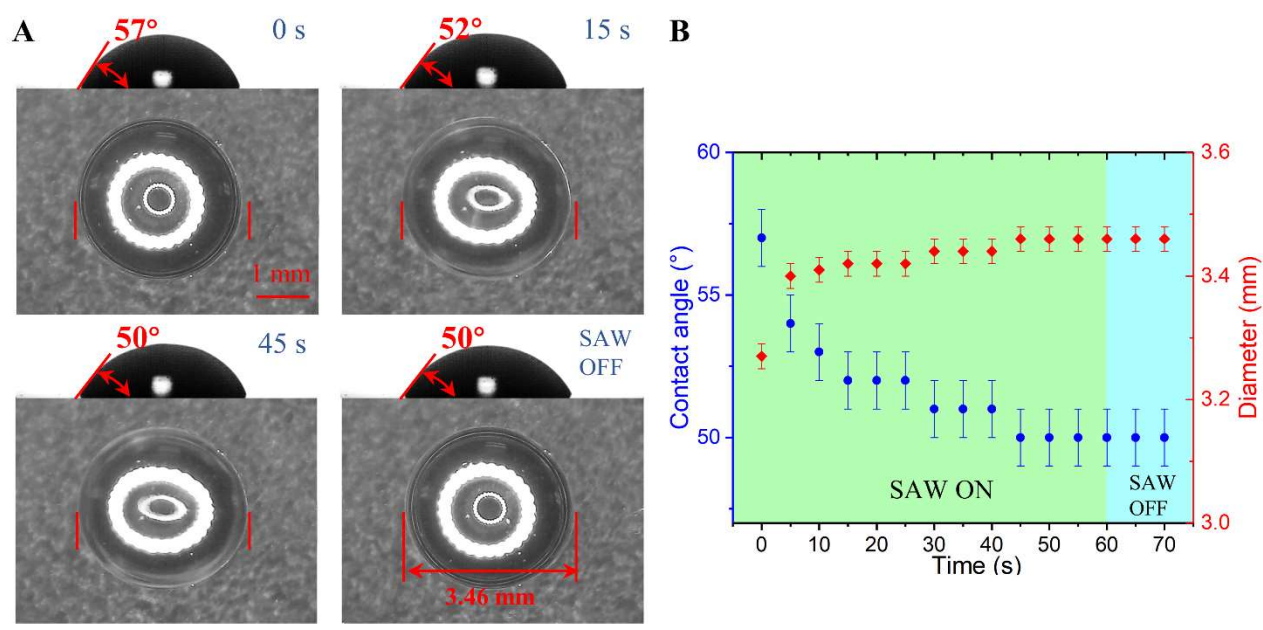 A
57°
0 s
52°
15 s
1 mm
50°
45 s
50°
SAW
OFF
3.46 mm
B
60
55
50
Contact angle (°)
3.6
3.4
3.2
3.0
Diameter (mm)
SAW ON
SAW
OFF
0 10 20 30 40 50 60 70
Time (s)